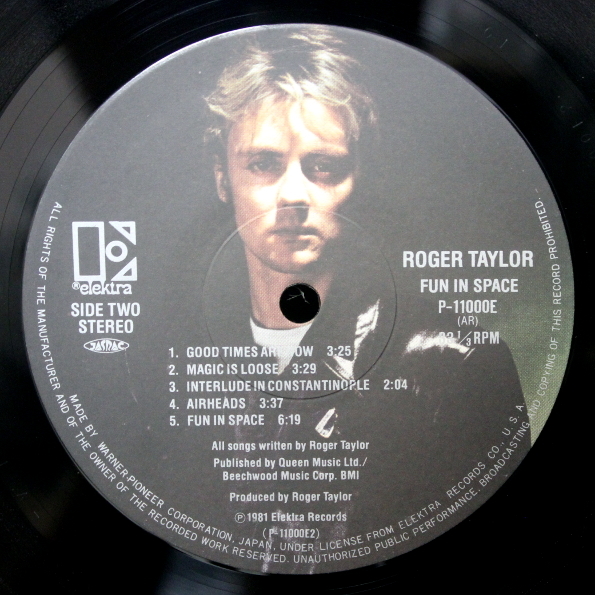 ® elektra
SIDE TWO
STEREO
JASRAC
ROGER TAYLOR
FUN IN SPACE
P-11000E
(AR)
33 1/3 RPM
1. GOOD TIMES ARE NOW 3:25
2. MAGIC IS LOOSE 3:29
3. INTERLUDE IN CONSTANTINOPLE 2:04
4. AIRHEADS 3:37
5. FUN IN SPACE 6:19
All songs written by Roger Taylor
Published by Queen Music Ltd./
Beechwood Music Corp. BMI
Produced by Roger Taylor
℗ 1981 Elektra Records
(P-11000E2)
MADE BY WARNER-PIONEER CORPORATION, JAPAN, UNDER LICENSE FROM ELEKTRA RECORDS CO., U.S.A
ALL RIGHTS OF THE MANUFACTURER AND OF THE OWNER OF THE RECORDED WORK RESERVED. UNAUTHORIZED PUBLIC PERFORMANCE, BROADCASTING AND COPYING OF THIS RECORD PROHIBITED.